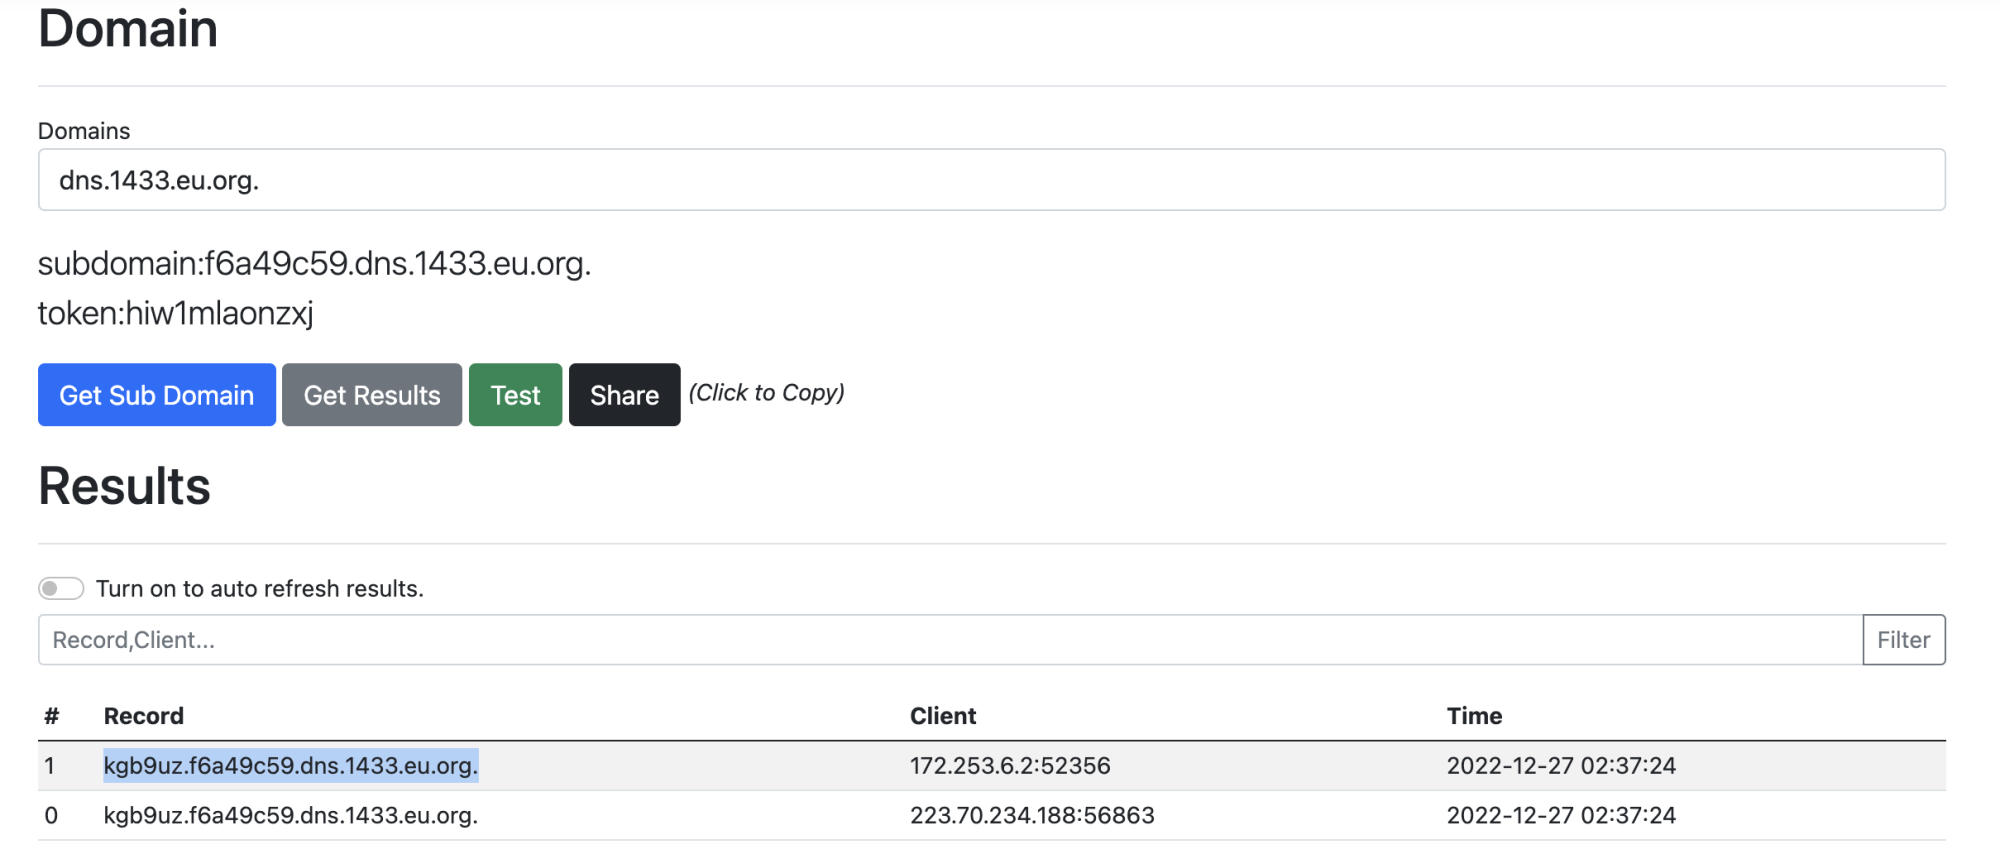 Domain
Domains
dns.1433.eu.org.
subdomain:f6a49c59.dns.1433.eu.org.
token:hiw1mlaonzxj
Get Sub Domain Get Results Test Share (Click to Copy)
Results
Turn on to auto refresh results.
Record,Client... Filter
# Record Client Time
1 kgb9uz.f6a49c59.dns.1433.eu.org. 172.253.6.2:52356 2022-12-27 02:37:24
0 kgb9uz.f6a49c59.dns.1433.eu.org. 223.70.234.188:56863 2022-12-27 02:37:24